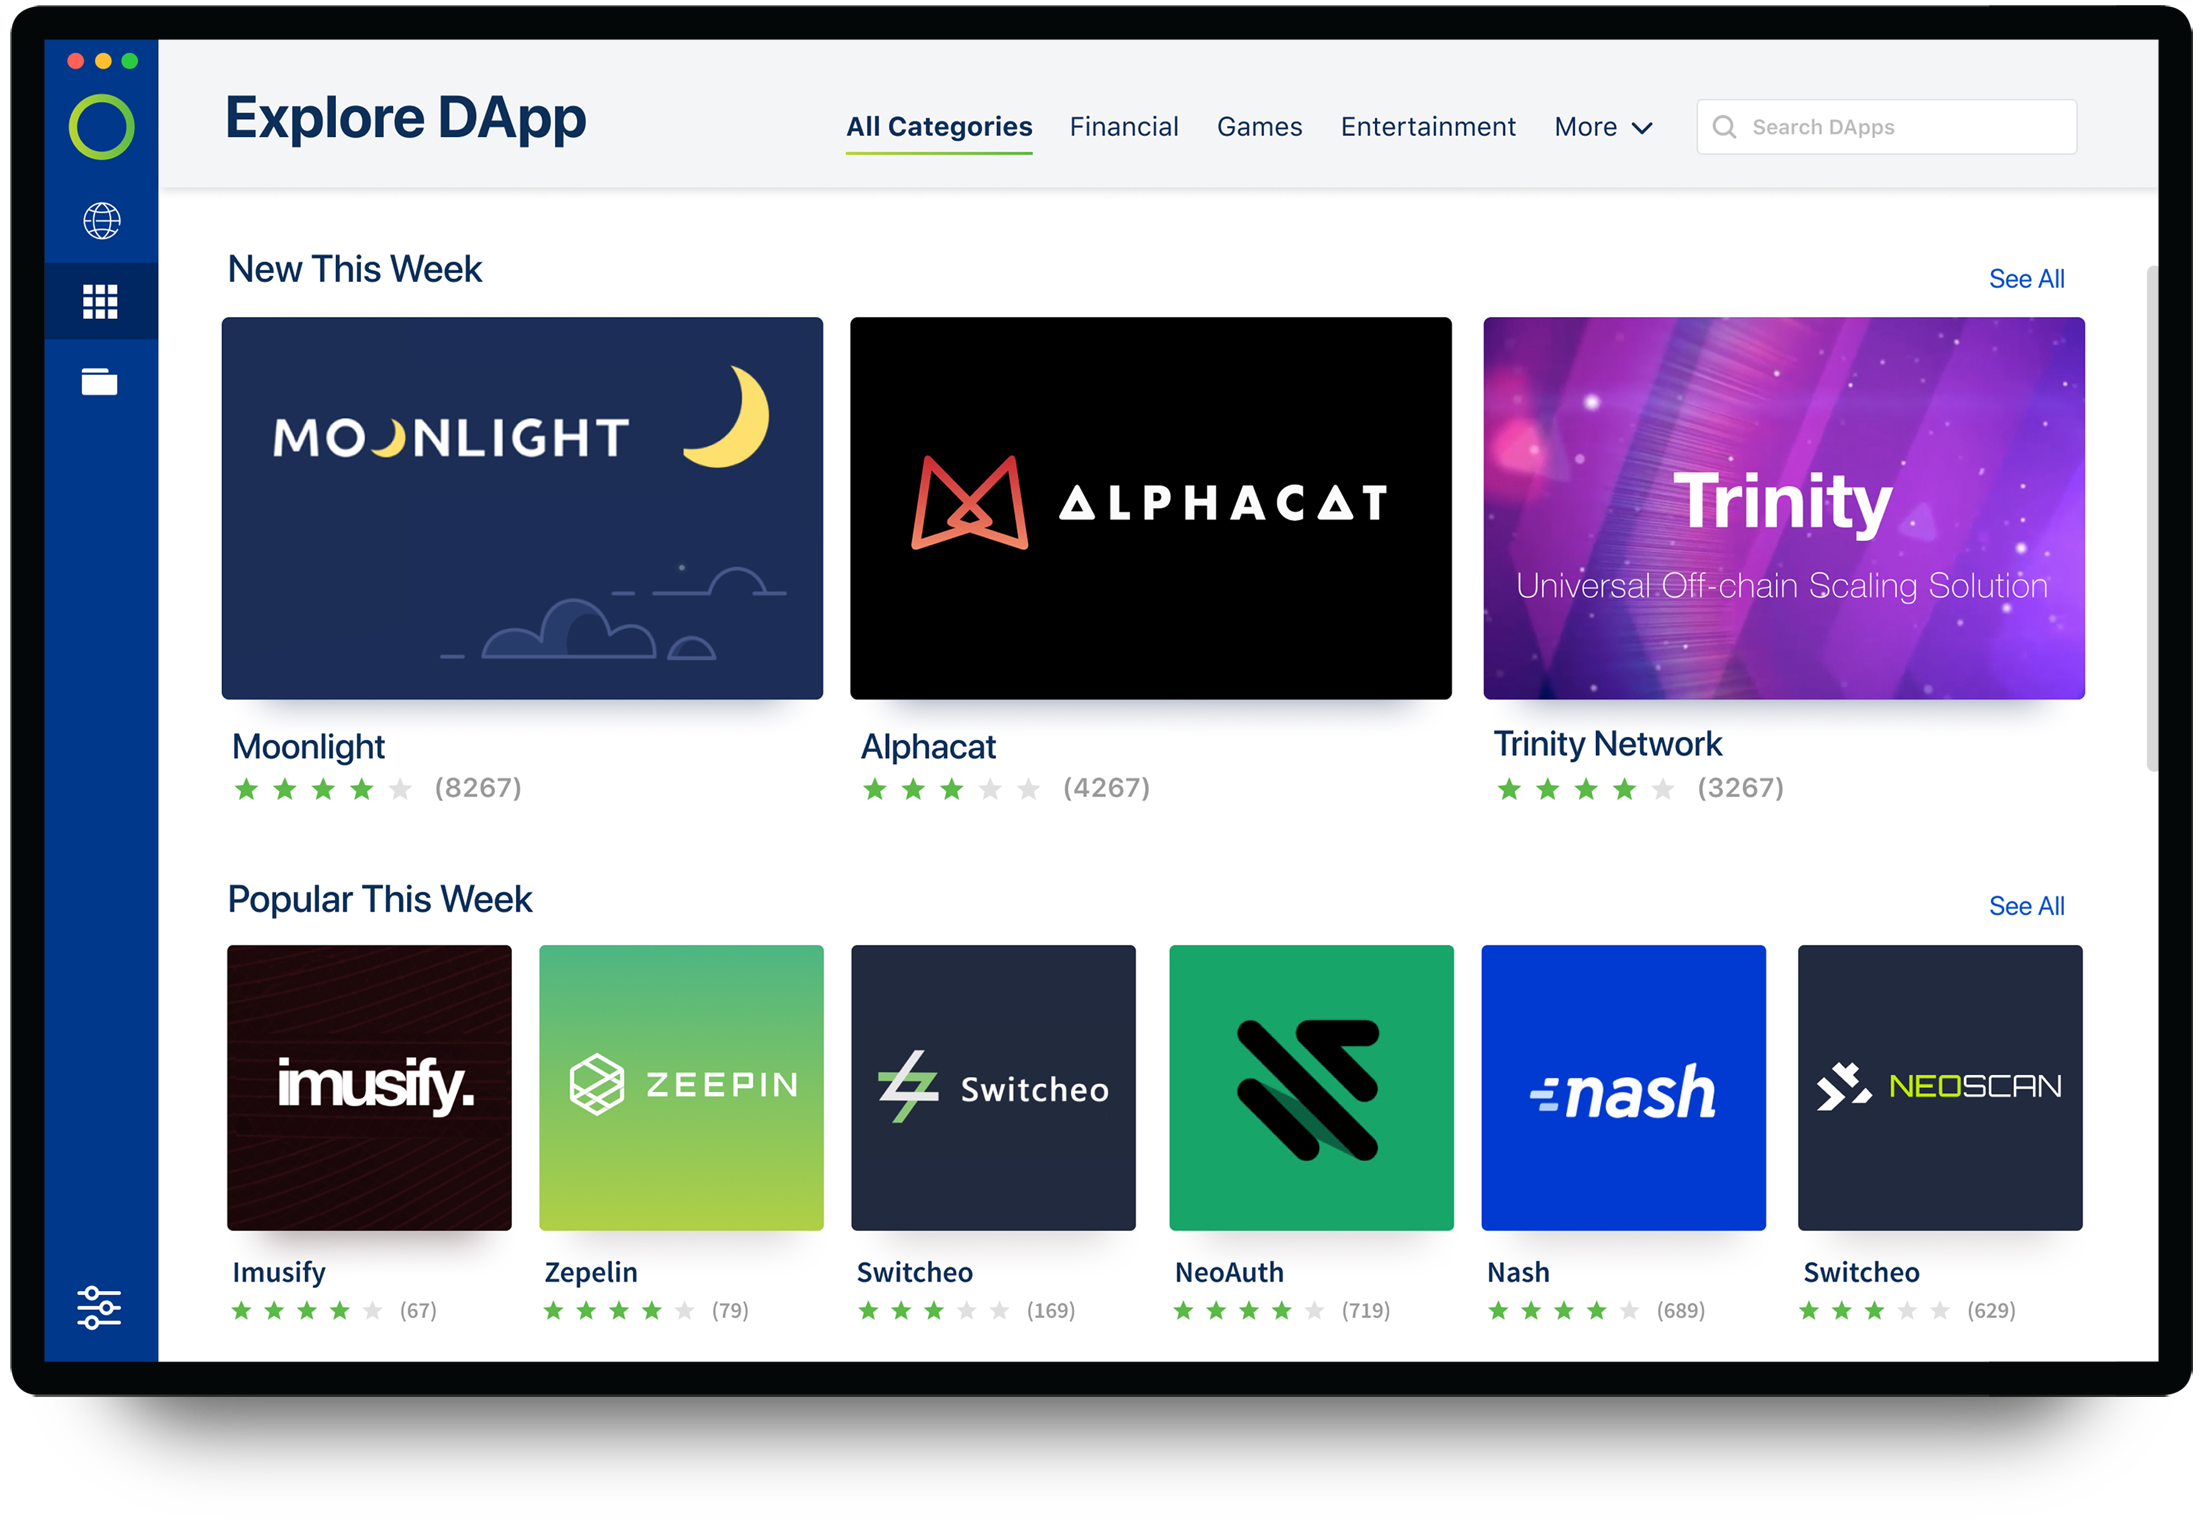 Explore DApp
All Categories Financial Games Entertainment More
Search DApps
New This Week
See All
MOONLIGHT
ALPHACAT
Trinity
Universal Off-chain Scaling Solution
Moonlight
(8267)
Alphacat
(4267)
Trinity Network
(3267)
Popular This Week
See All
imusify.
ZEEPIN
Switcheo
nash
NEOSCAN
Imusify
(67)
Zepelin
(79)
Switcheo
(169)
NeoAuth
(719)
Nash
(689)
Switcheo
(629)